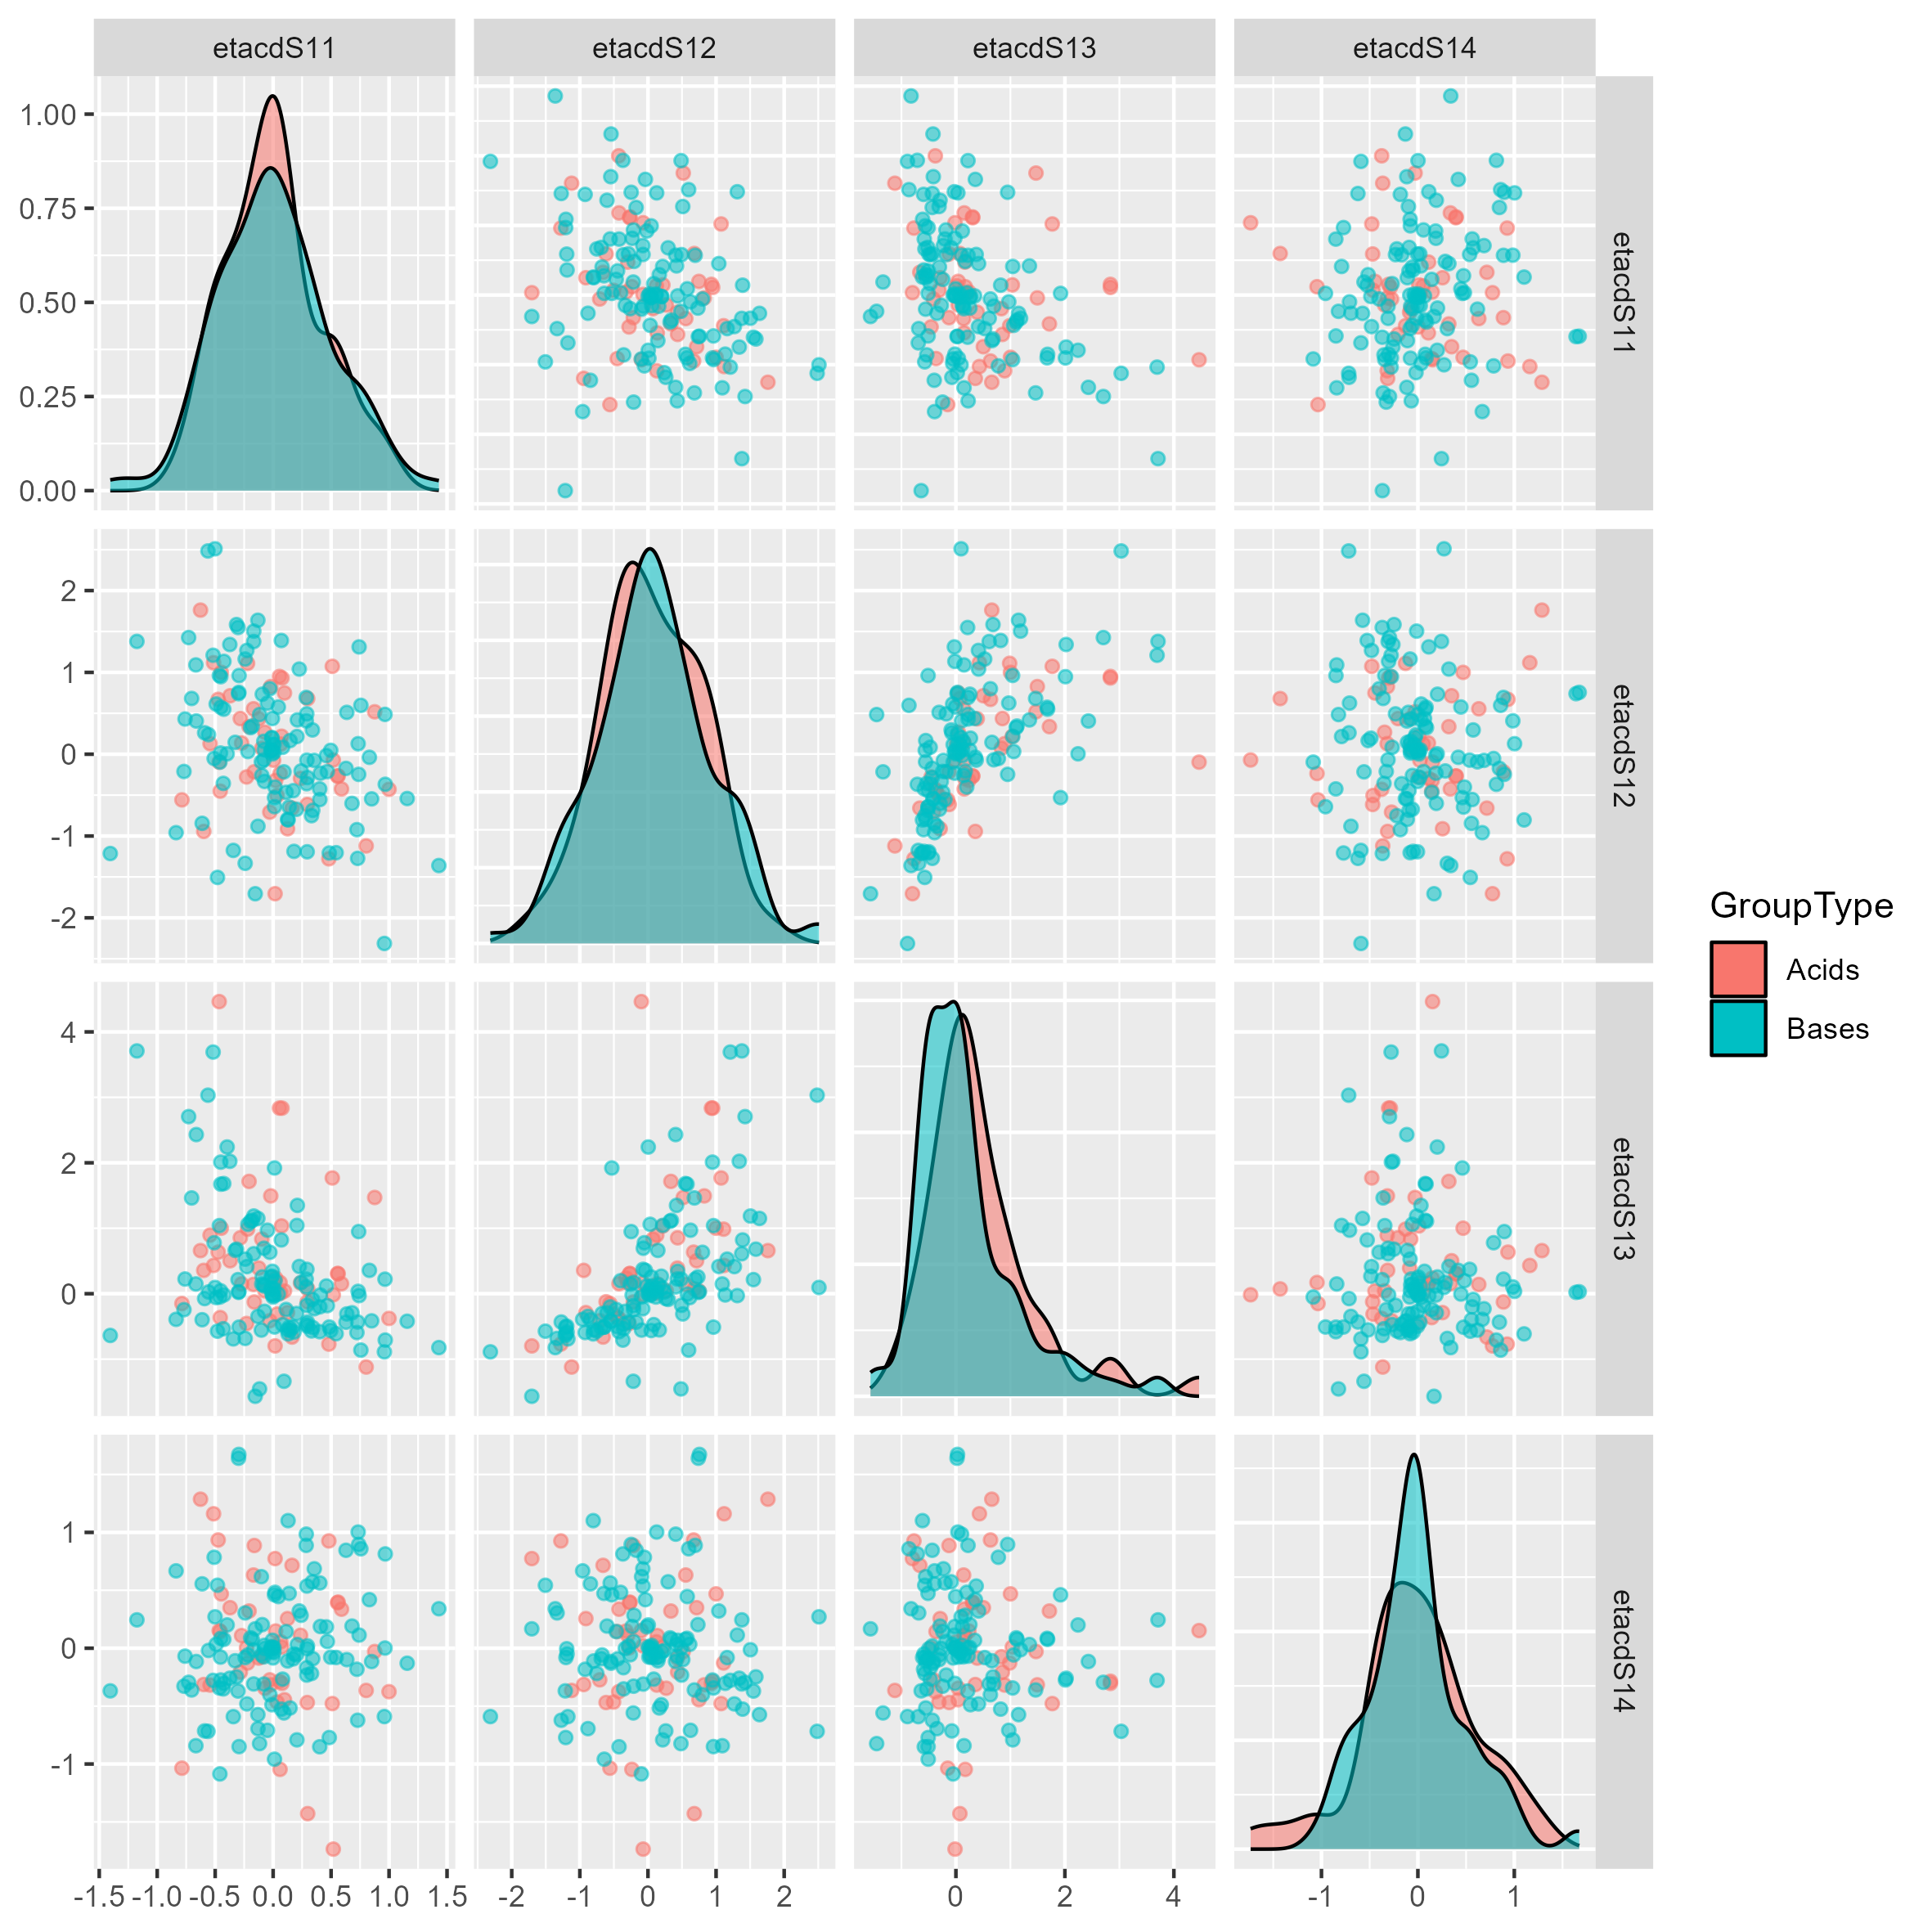 etacdS11 etacdS12 etacdS13 etacdS14
1.00
0.75
0.50
0.25
0.00
etacdS11
2
1
0
-1
-2
etacdS12
GroupType
Acids
Bases
4
2
0
etacdS13
1
0
-1
etacdS14
-1.5 -1.0 -0.5 0.0 0.5 1.0 1.5 -2 -1 0 1 2 0 2 4 -1 0 1